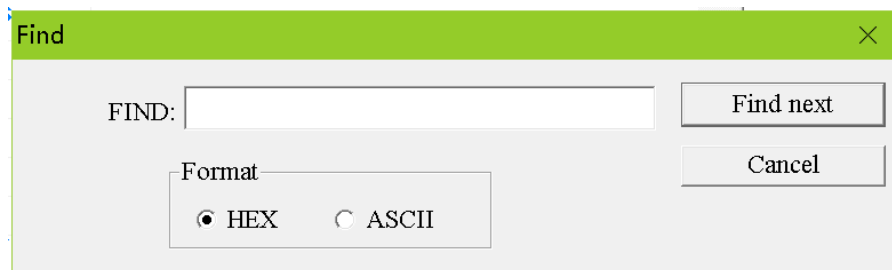 Find
FIND:
Find next
Cancel
Format
HEX
ASCII